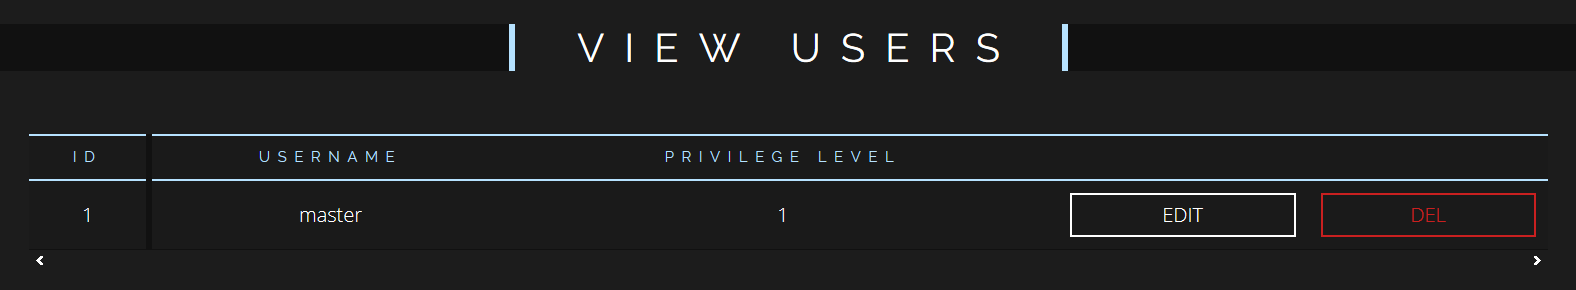 VIEW USERS
ID USERNAME PRIVILEGE LEVEL
1 master 1 EDIT DEL